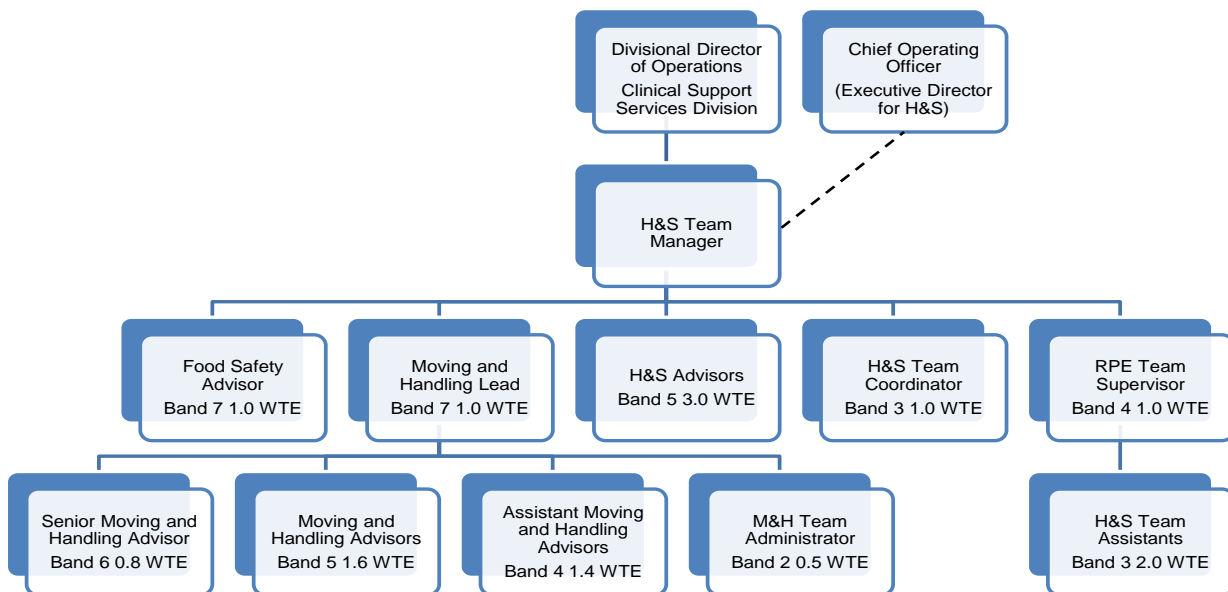 Divisional Director
of Operations
Clinical Support
Services Division
Chief Operating
Officer
(Executive Director
for H&S)
H&S Team
Manager
Food Safety
Advisor
Band 7 1.0 WTE
Moving and
Handling Lead
Band 7 1.0 WTE
H&S Advisors
Band 5 3.0 WTE
H&S Team
Coordinator
Band 3 1.0 WTE
RPE Team
Supervisor
Band 4 1.0 WTE
Senior Moving and
Handling Advisor
Band 6 0.8 WTE
Moving and
Handling Advisors
Band 5 1.6 WTE
Assistant Moving
and Handling
Advisors
Band 4 1.4 WTE
M&H Team
Administrator
Band 2 0.5 WTE
H&S Team
Assistants
Band 3 2.0 WTE